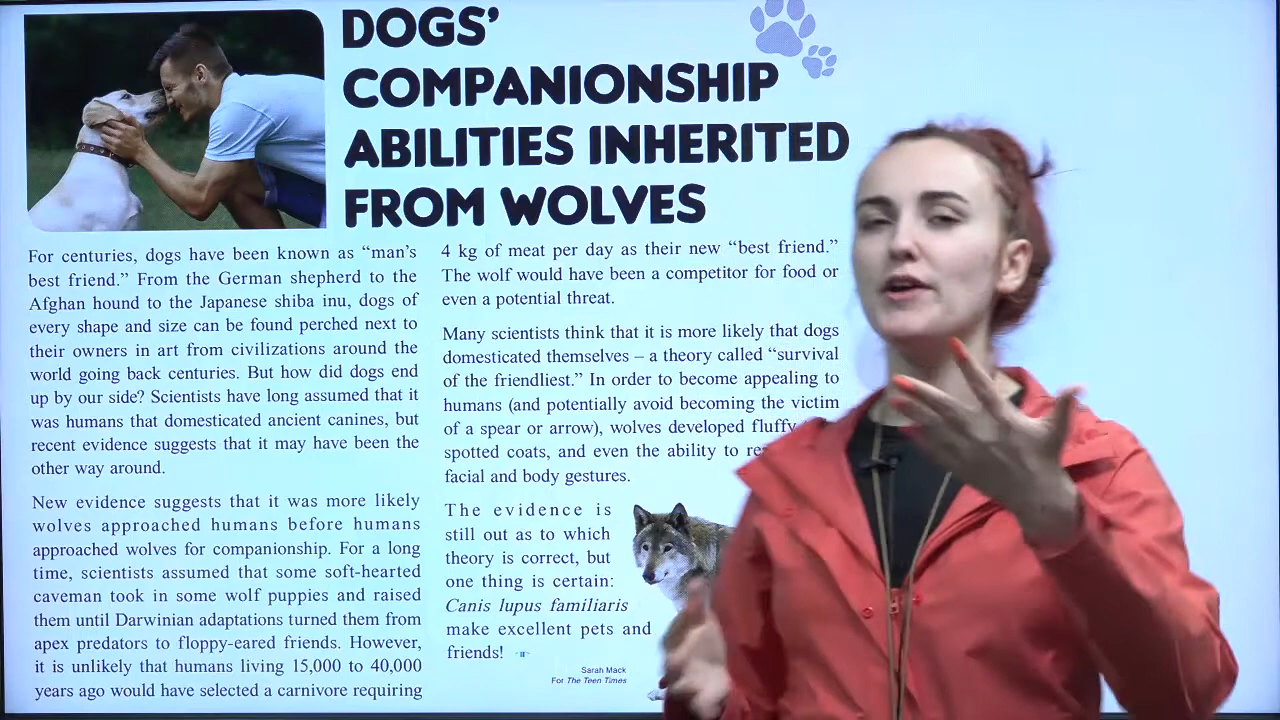 DOGS’
COMPANIONSHIP
ABILITIES INHERITED
FROM WOLVES
For centuries, dogs have been known as “man’s
best friend.” From the German shepherd to the
Afghan hound to the Japanese shiba inu, dogs of
every shape and size can be found perched next to
their owners in art from civilizations around the
world going back centuries. But how did dogs end
up by our side? Scientists have long assumed that it
was humans that domesticated ancient canines, but
recent evidence suggests that it may have been the
other way around.
New evidence suggests that it was more likely
wolves approached humans before humans
approached wolves for companionship. For a long
time, scientists assumed that some soft-hearted
caveman took in some wolf puppies and raised
them until Darwinian adaptations turned them from
apex predators to floppy-eared friends. However,
it is unlikely that humans living 15,000 to 40,000
years ago would have selected a carnivore requiring
4 kg of meat per day as their new “best friend.”
The wolf would have been a competitor for food or
even a potential threat.
Many scientists think that it is more likely that dogs
domesticated themselves – a theory called “survival
of the friendliest.” In order to become appealing to
humans (and potentially avoid becoming the victim
of a spear or arrow), wolves developed fluffy
spotted coats, and even the ability to
facial and body gestures.
The evidence is
still out as to which
theory is correct, but
one thing is certain:
Canis lupus familiaris
make excellent pets and
friends!
Sarah Mack
For The Teen Times